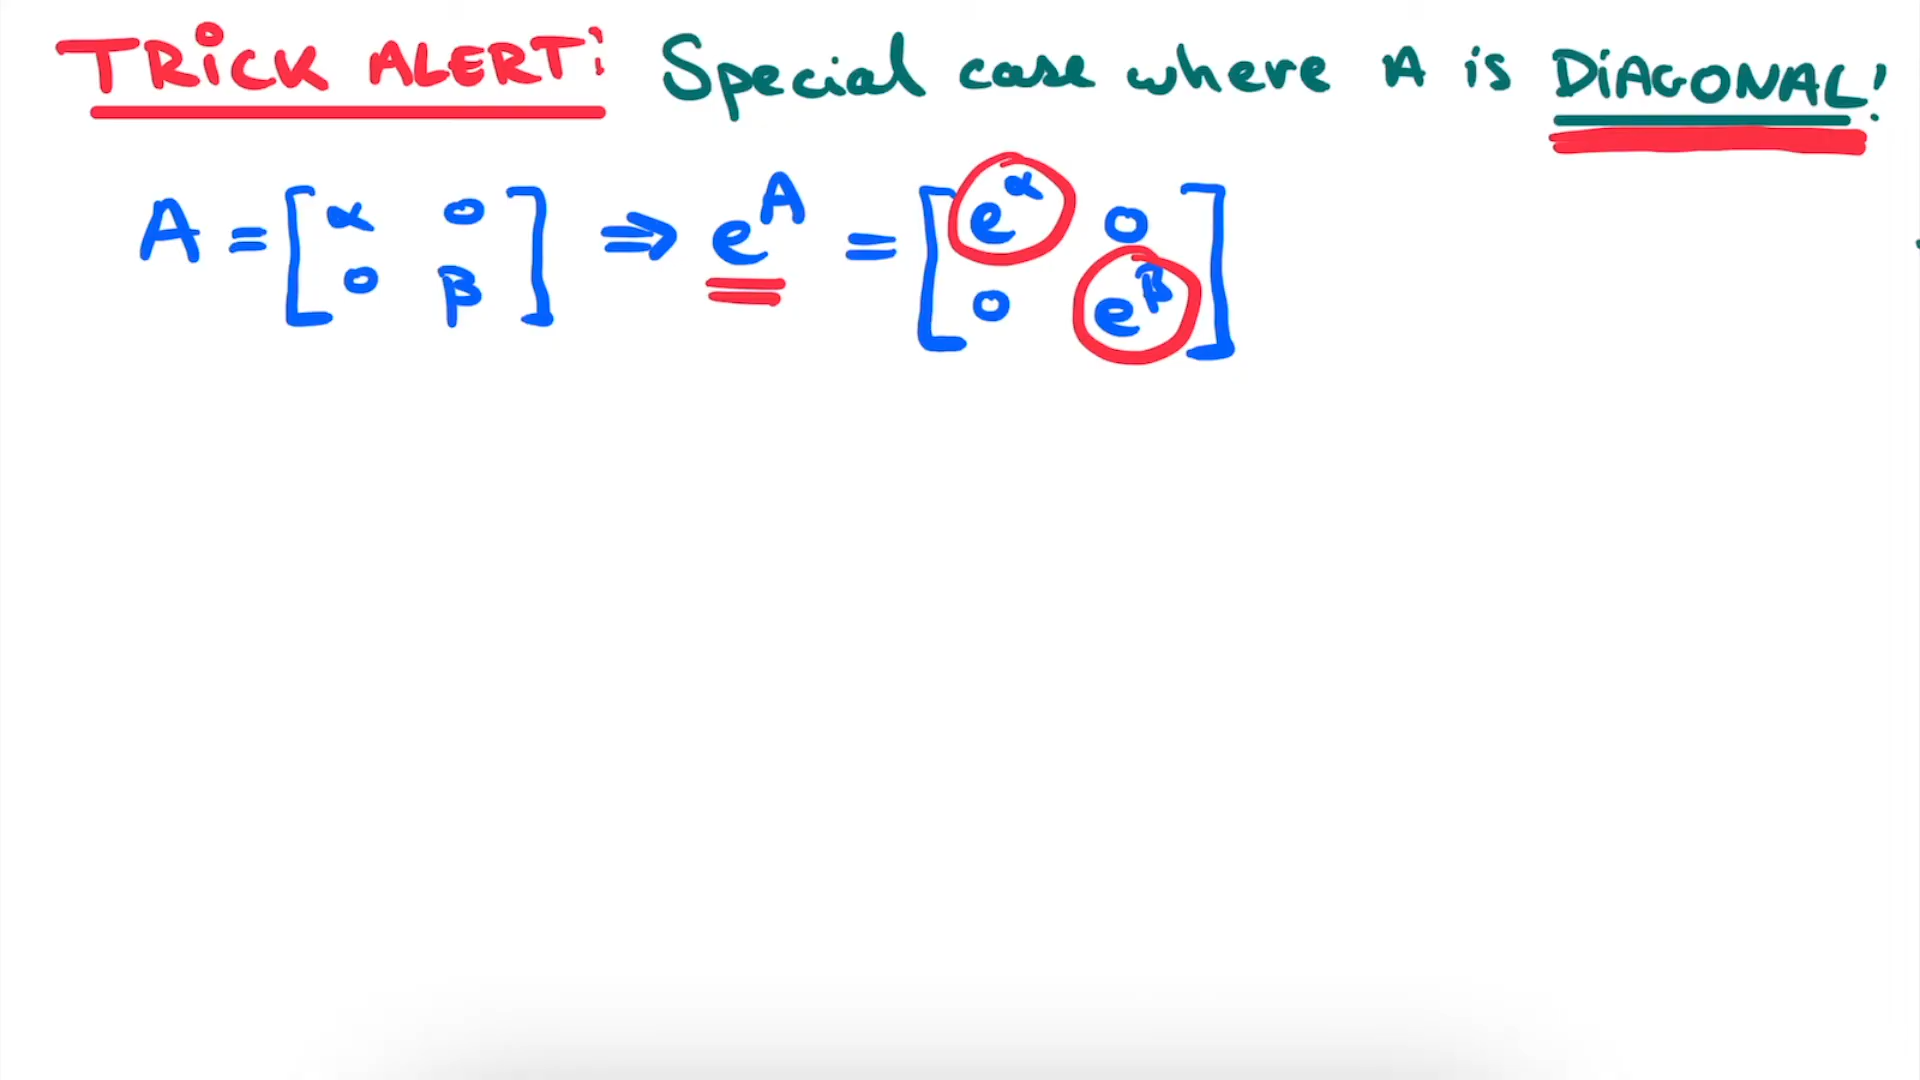 TRiCK ALERT: Special case where A is DiAGONAL!
A = [α 0; 0 β] ⇒ e^A = [e^α 0; 0 e^β]